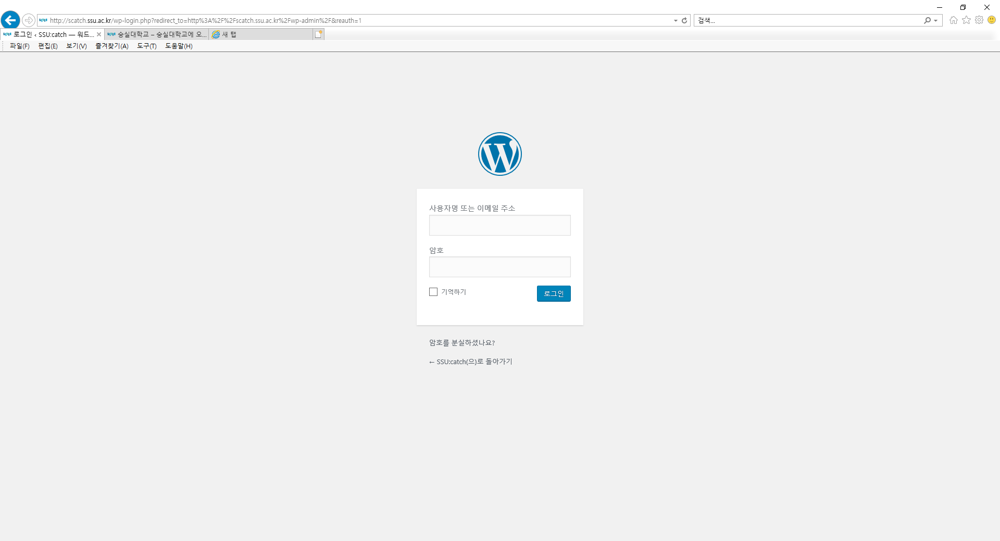 http://scatch.ssu.ac.kr/wp-login.php?redirect_to=http%3A%2F%2Fscatch.ssu.ac.kr%2Fwp-admin%2F&reauth=1
검색...
로그인 ‹ SSU:catch — 워드...
숭실대학교 – 숭실대학교에 오...
새 탭
파일(F) 편집(E) 보기(V) 즐겨찾기(A) 도구(T) 도움말(H)
사용자명 또는 이메일 주소
암호
기억하기
로그인
암호를 분실하셨나요?
← SSU:catch(으)로 돌아가기